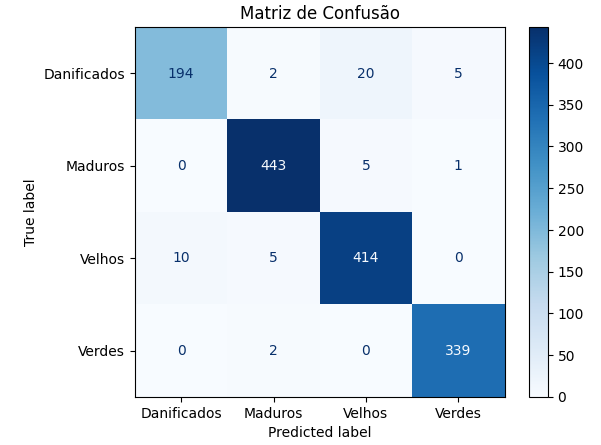 Matriz de Confusão
Danificados 194 2 20 5
Maduros 0 443 5 1
Velhos 10 5 414 0
Verdes 0 2 0 339
Danificados Maduros Velhos Verdes
Predicted label
True label
400
350
300
250
200
150
100
50
0